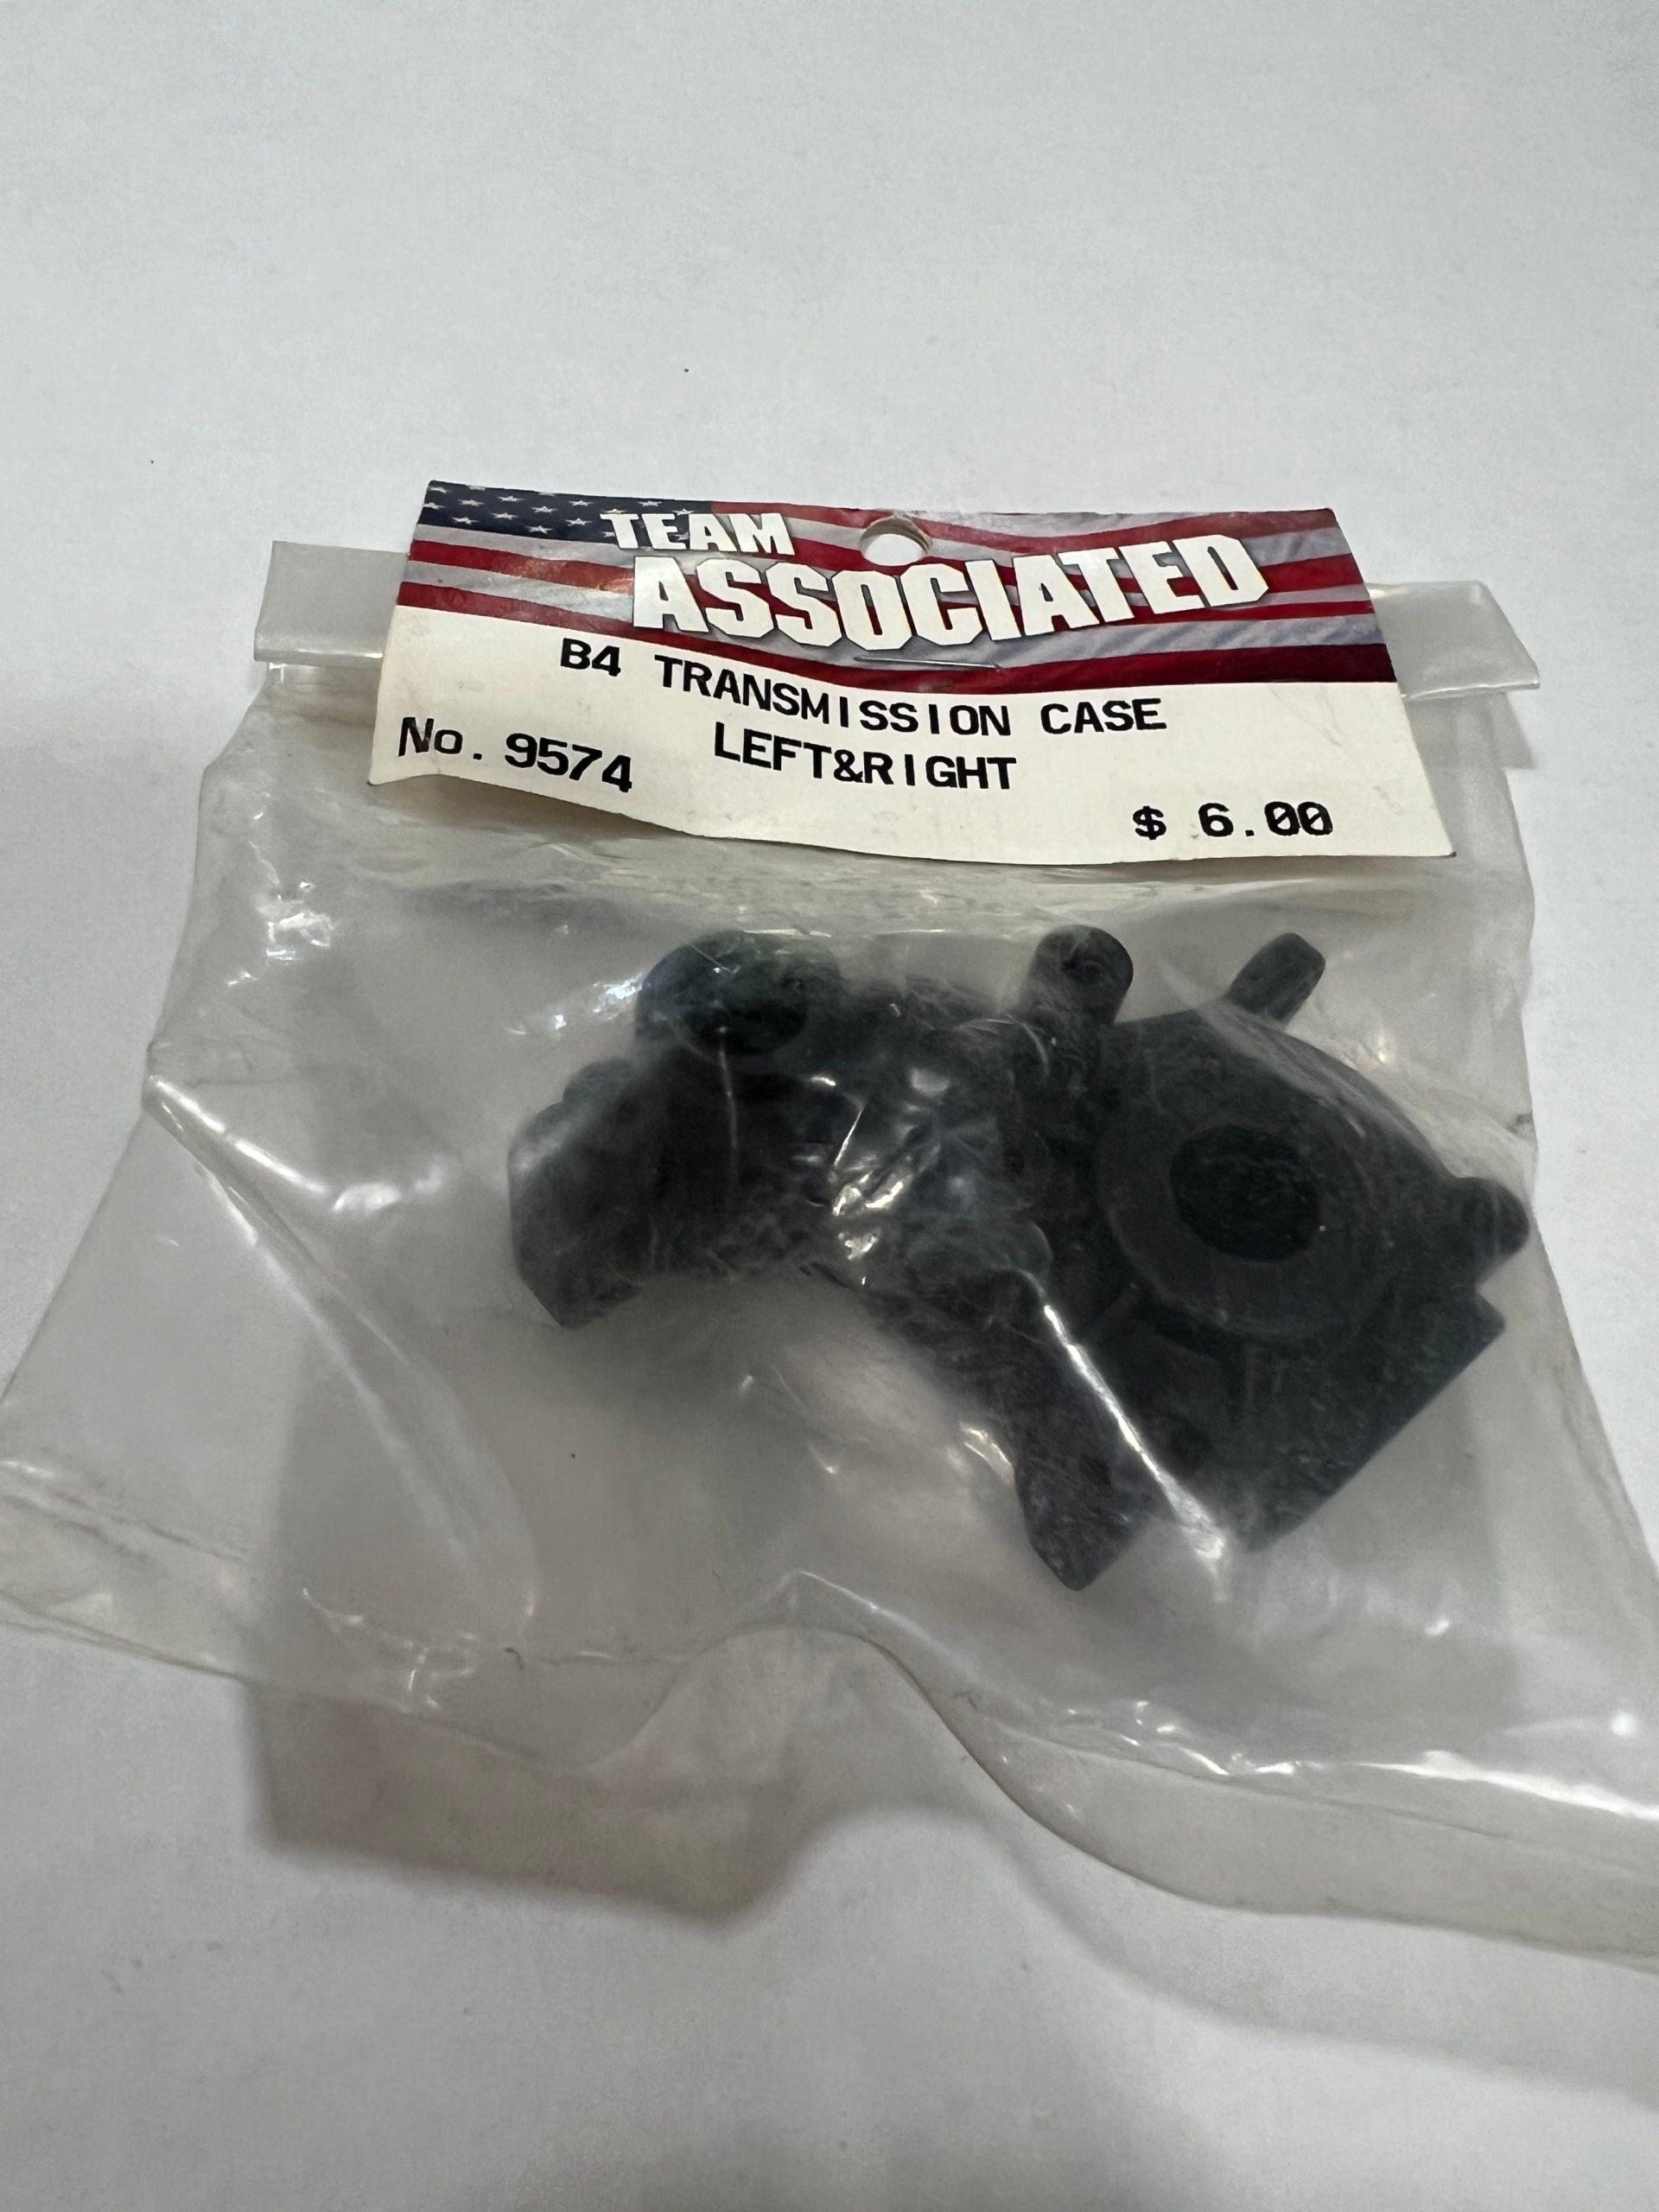 TEAM
ASSOCIATED
B4 TRANSMISSION CASE
No. 9574 LEFT&RIGHT
$ 6.00